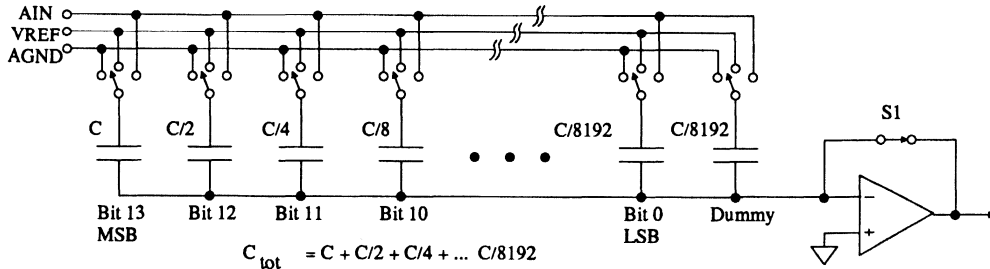 AIN
VREF
AGND
S1
C
C/2
C/4
C/8
C/8192
C/8192
Bit 13
MSB
Bit 12
Bit 11
Bit 10
Bit 0
LSB
Dummy
−
+
C tot = C + C/2 + C/4 + ... C/8192